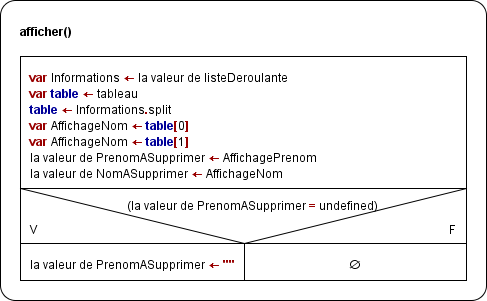 afficher()
var Informations ← la valeur de listeDeroulante
var table ← tableau
table ← Informations.split
var AffichageNom ← table[0]
var AffichageNom ← table[1]
la valeur de PrenomASupprimer ← AffichagePrenom
la valeur de NomASupprimer ← AffichageNom
(la valeur de PrenomASupprimer = undefined)
V F
la valeur de PrenomASupprimer ← "" ∅